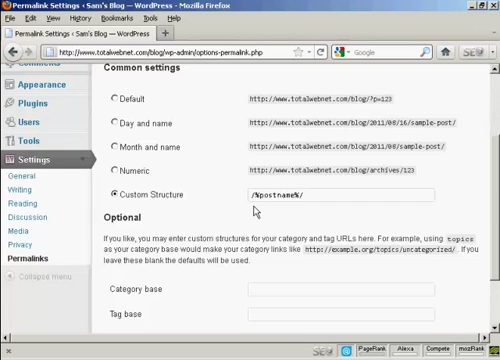 Permalink Settings ‹ Sam's Blog — WordPress - Mozilla Firefox
File Edit View History Bookmarks Tools Help
Permalink Settings ‹ Sam's Blog — WordPress
http://www.totalwebnet.com/blog/wp-admin/options-permalink.php
Google
Comments
Appearance
Plugins
Users
Tools
Settings
General
Writing
Reading
Discussion
Media
Privacy
Permalinks
Collapse menu
Common settings
Default http://www.totalwebnet.com/blog/?p=123
Day and name http://www.totalwebnet.com/blog/2011/08/16/sample-post/
Month and name http://www.totalwebnet.com/blog/2011/08/sample-post/
Numeric http://www.totalwebnet.com/blog/archives/123
Custom Structure /%postname%/
Optional
If you like, you may enter custom structures for your category and tag URLs here. For example, using topics
as your category base would make your category links like http://example.org/topics/uncategorized/. If you
leave these blank the defaults will be used.
Category base
Tag base
SEO PageRank Alexa Compete mozRank SEO